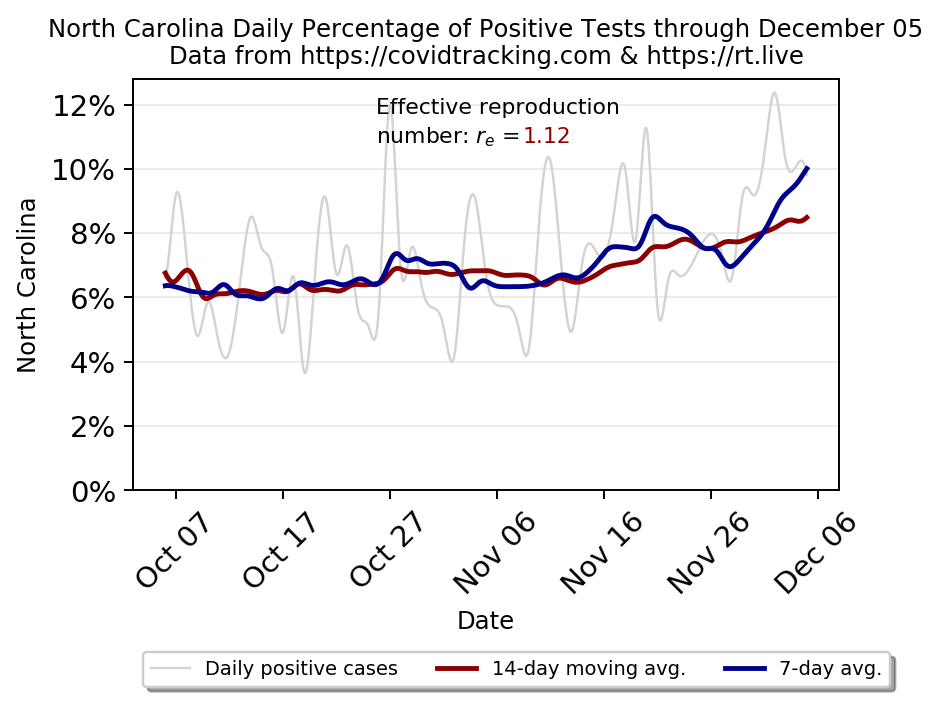 North Carolina Daily Percentage of Positive Tests through December 05
Data from https://covidtracking.com & https://rt.live
Effective reproduction
number: rₑ =1.12
12%
10%
8%
6%
4%
2%
0%
North Carolina
Oct 07
Oct 17
Oct 27
Nov 06
Nov 16
Nov 26
Dec 06
Date
Daily positive cases
14-day moving avg.
7-day avg.